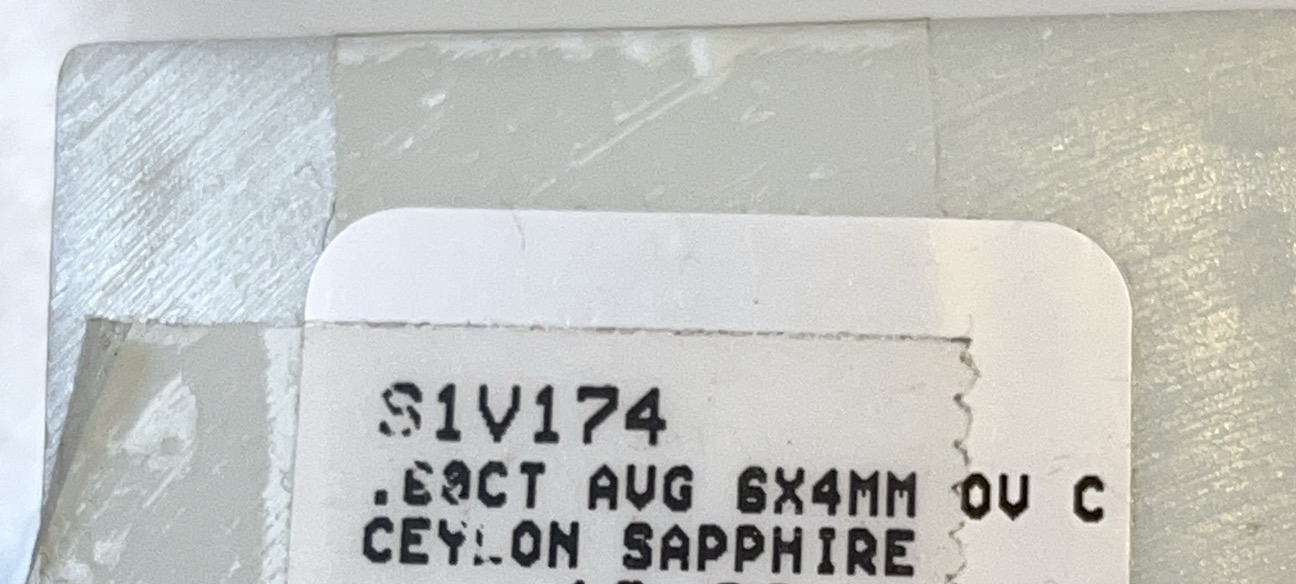 S1V174
AVG 6X4MM OV C
CEYLON SAPPHIRE